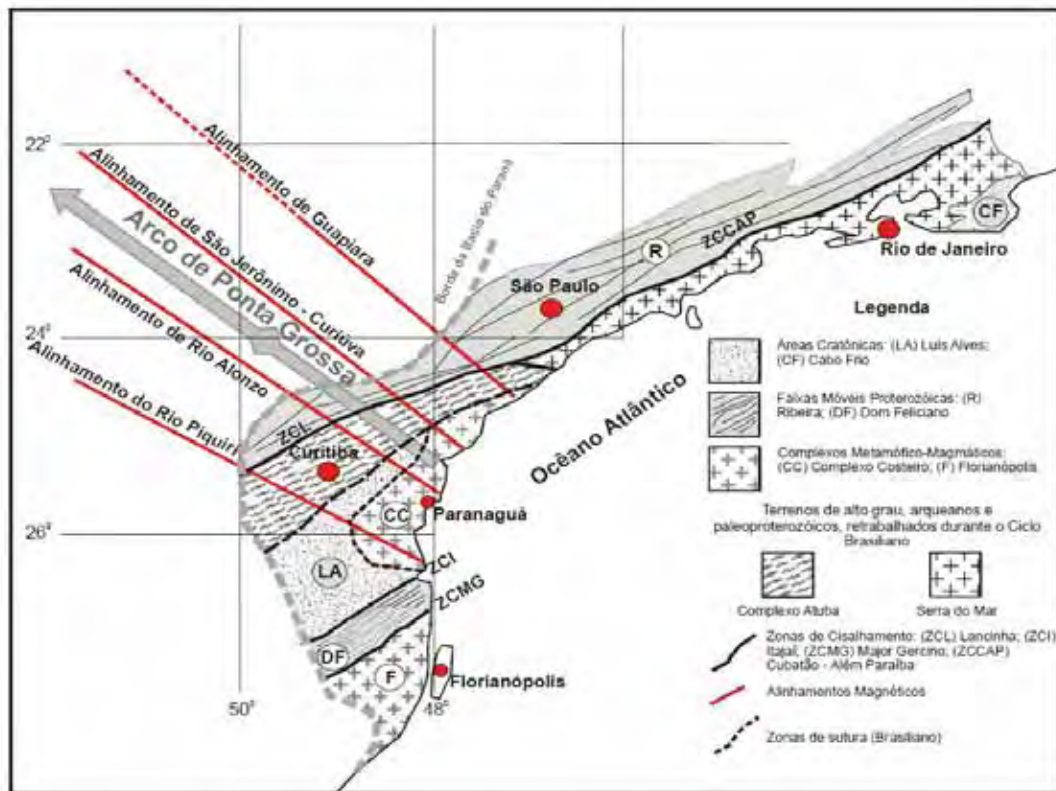 22°
24°
26°
50°
48°
Alinhamento de Guapiara
Alinhamento de São Jerônimo - Curiúva
Arco de Ponta Grossa
Alinhamento de Rio Alonzo
Alinhamento do Rio Piquiri
Borda da Bacia do Paraná
ZCCAP
R
CF
Rio de Janeiro
São Paulo
ZCL
Curitiba
CC
Paranaguá
LA
ZCI
ZCMG
DF
F
Florianópolis
Oceano Atlântico
Legenda
Áreas Cratônicas: (LA) Luis Alves;
(CF) Cabo Frio
Faixas Móveis Proterozóicas: (R)
Ribeira; (DF) Dom Feliciano
Complexos Metamótico-Magmáticos:
(CC) Complexo Costeiro; (F) Florianópolis
Terrenos de alto grau, arqueanos e
paleoproterozóicos, retrabalhados durante o Ciclo
Brasiliano
Complexo Atuba
Serra do Mar
Zonas de Cisalhamento: (ZCL) Lancinha; (ZCI)
Itajaí; (ZCMG) Major Gercino; (ZCCAP)
Cubatão - Além Paraíba
Alinhamentos Magnéticos
Zonas de sutura (Brasiliano)